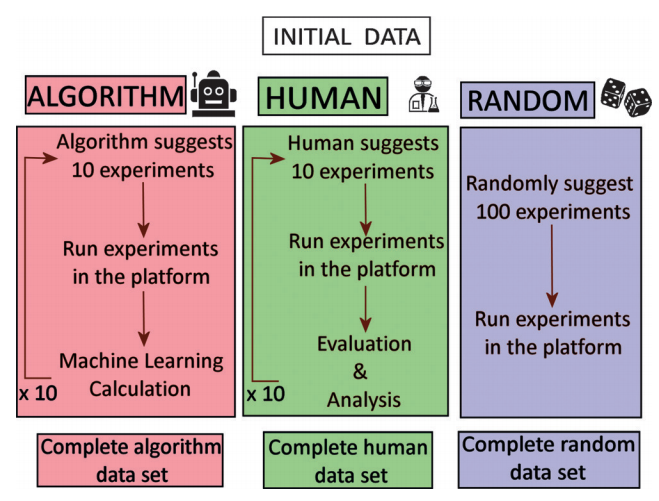 INITIAL DATA
ALGORITHM
Algorithm suggests
10 experiments
Run experiments
in the platform
Machine Learning
Calculation
x 10
Complete algorithm
data set
HUMAN
Human suggests
10 experiments
Run experiments
in the platform
Evaluation
&
Analysis
x 10
Complete human
data set
RANDOM
Randomly suggest
100 experiments
Run experiments
in the platform
Complete random
data set